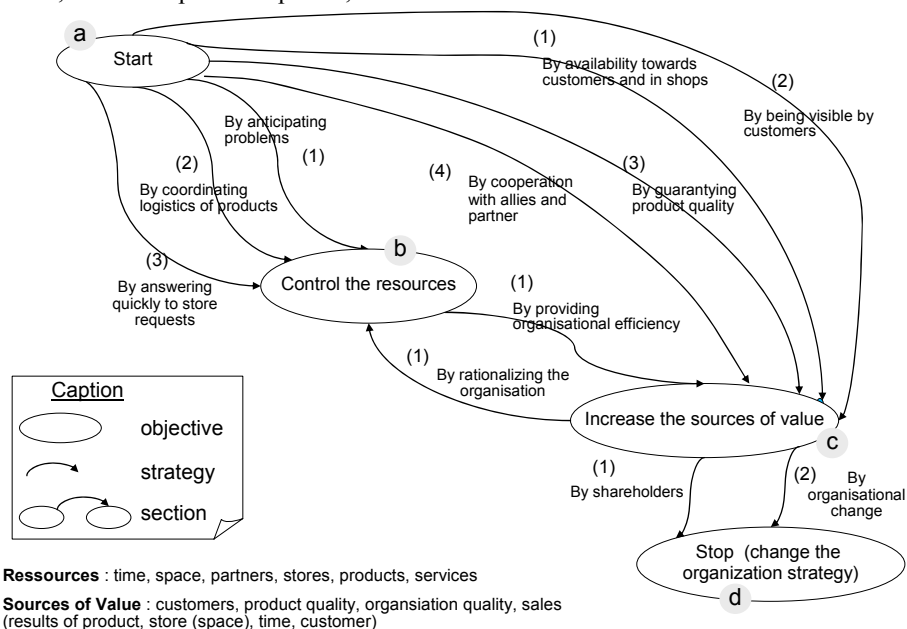 a
Start
(1)
By availability towards
customers and in shops
(2)
By being visible by
customers
By anticipating
problems
(1)
(2)
By coordinating
logistics of products
(4)
By cooperation
with allies and
partner
(3)
By guarantying
product quality
(3)
By answering
quickly to store
requests
b
Control the resources
(1)
By providing
organisational efficiency
(1)
By rationalizing the
organisation
Increase the sources of value
c
(1)
By shareholders
(2)
By
organisational
change
Stop (change the
organization strategy)
d
Caption
objective
strategy
section
Ressources : time, space, partners, stores, products, services
Sources of Value : customers, product quality, organsiation quality, sales
(results of product, store (space), time, customer)